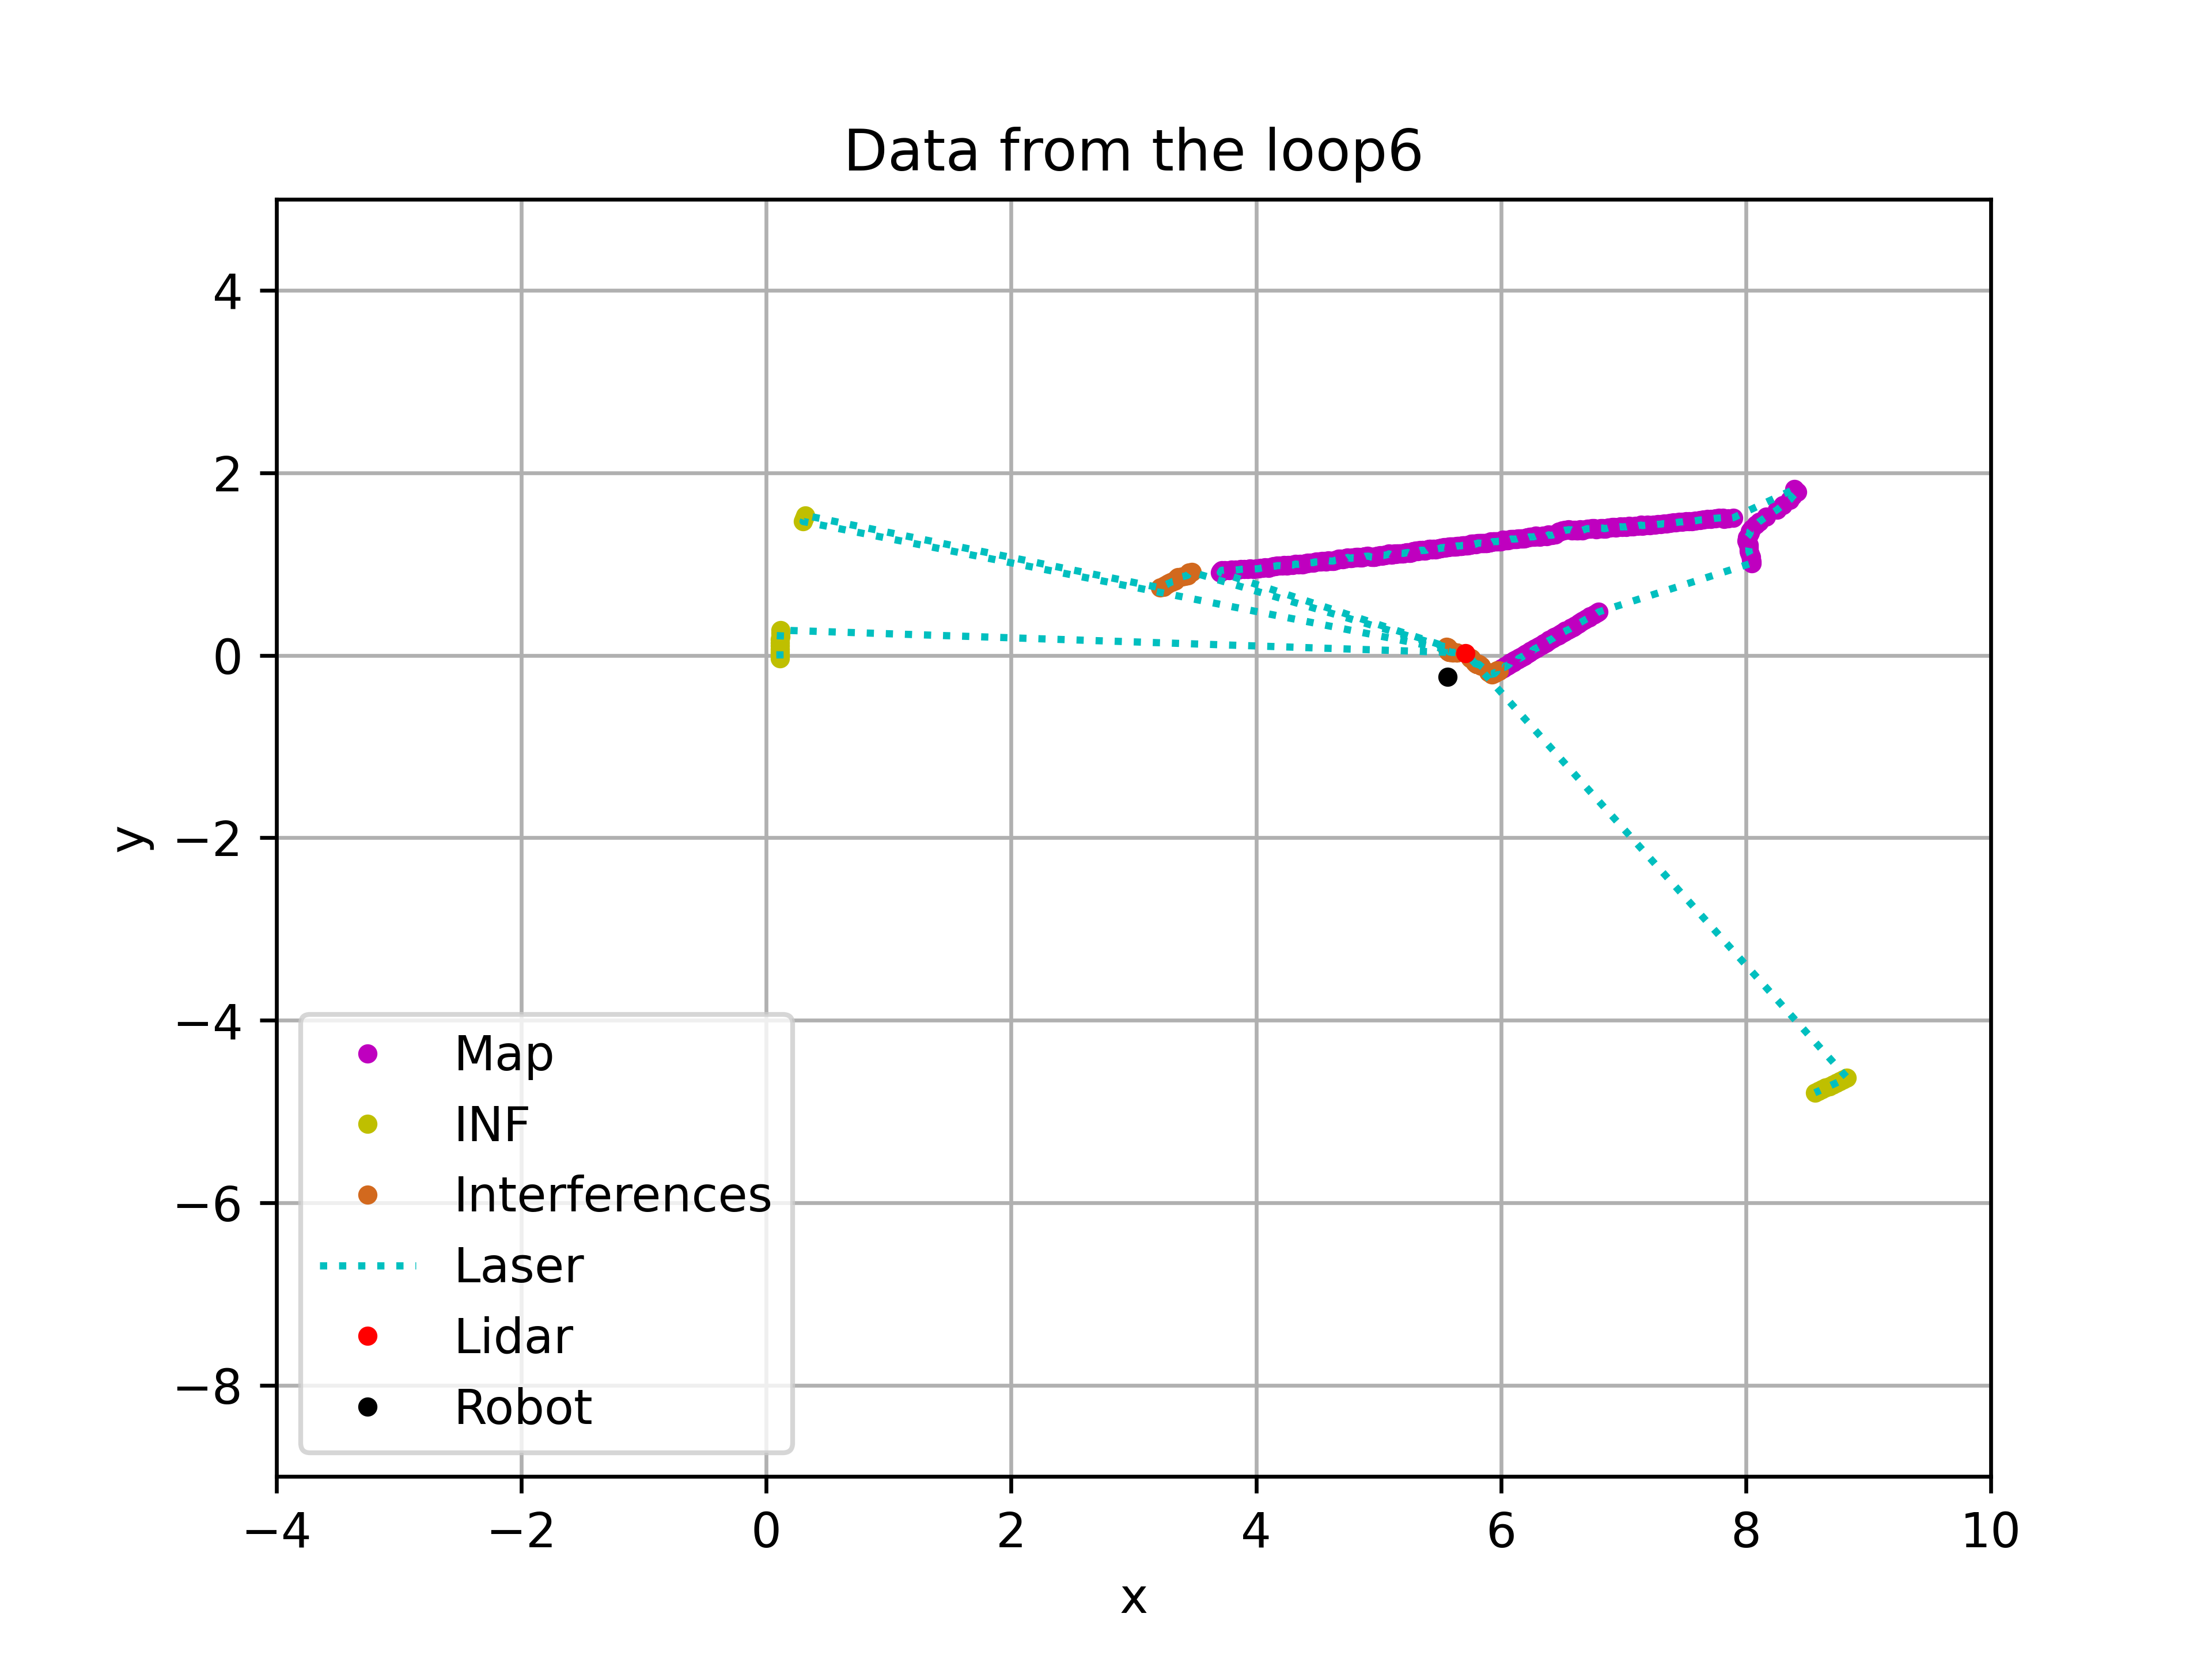 Data from the loop6
4
2
0
−2
−4
−6
−8
y
Map
INF
Interferences
Laser
Lidar
Robot
−4 −2 0 2 4 6 8 10
x